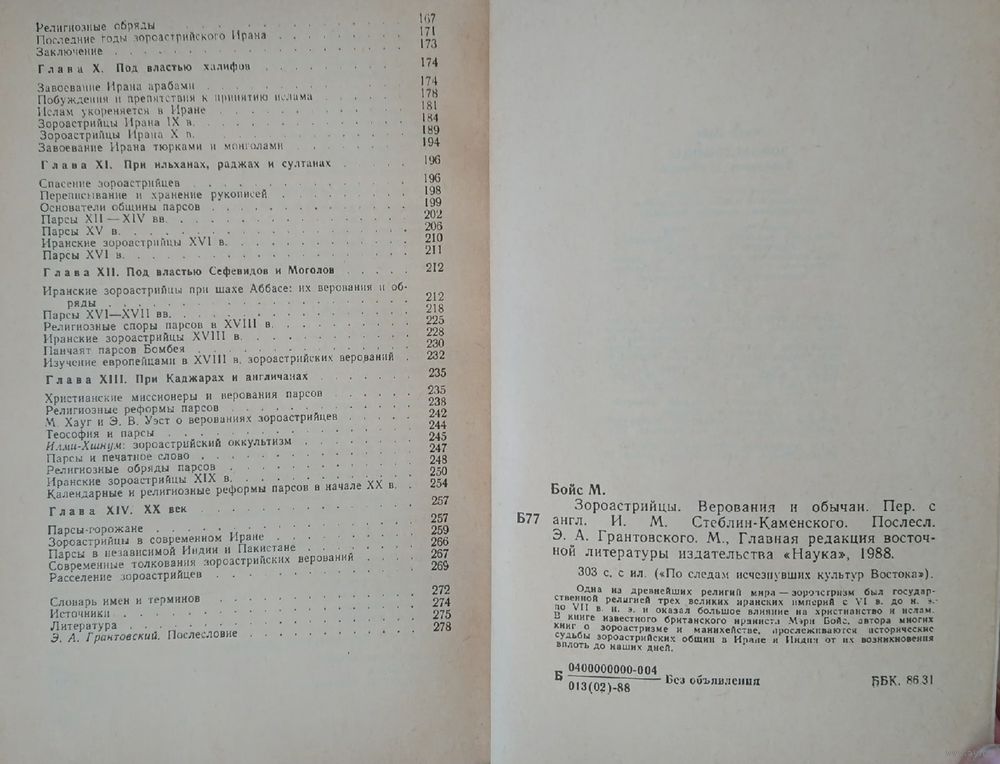 Религиозные обряды . . . . . . . . . . . . 167
Последние годы зороастрийского Ирана . . . . . . . . 171
Заключение . . . . . . . . . . . . 173
Глава X. Под властью халифов . . . . . . . . 174
Завоевание Ирана арабами . . . . . . . . 174
Побуждения и препятствия к принятию ислама . . . . . . 178
Ислам укореняется в Иране . . . . . . . . 181
Зороастрийцы Ирана IX в. . . . . . . . . 184
Зороастрийцы Ирана X в. . . . . . . . . 189
Завоевание Ирана тюрками и монголами . . . . . . 194
Глава XI. При ильханах, раджах и султанах . . . . 196
Спасение зороастрийцев . . . . . . . . 196
Переписывание и хранение рукописей . . . . . . 198
Основатели общины парсов . . . . . . . . 199
Парсы XII — XIV вв. . . . . . . . . 202
Парсы XV в. . . . . . . . . 206
Иранские зороастрийцы XVI в. . . . . . . . 210
Парсы XVI в. . . . . . . . . 211
Глава XII. Под властью Сефевидов и Моголов . . . . . 212
Иранские зороастрийцы при шахе Аббасе: их верования и об-
ряды . . . . . . . . . . 212
Парсы XVI—XVII вв. . . . . . . . . 218
Религиозные споры парсов в XVIII в. . . . . . . 225
Иранские зороастрийцы XVIII в. . . . . . . 228
Панчаят парсов Бомбея . . . . . . . . 230
Изучение европейцами в XVIII в. зороастрийских верований . 232
Глава XIII. При Каджарах и англичанах . . . . . . 235
Христианские миссионеры и верования парсов . . . . . 235
Религиозные реформы парсов . . . . . . . . 238
М. Хауг и Э. В. Уэст о верованиях зороастрийцев . . . . 242
Теософия и парсы . . . . . . . . 244
Илми-Хшнум: зороастрийский оккультизм . . . . . . 245
Парсы и печатное слово . . . . . . . . 247
Религиозные обряды парсов . . . . . . . . 248
Иранские зороастрийцы XIX в. . . . . . . . 250
Календарные и религиозные реформы парсов в начале XX в. . 254
Глава XIV. XX век . . . . . . . . 257
Парсы-горожане . . . . . . . . 257
Зороастрийцы в современном Иране . . . . . . 259
Парсы в независимой Индии и Пакистане . . . . . . 266
Современные толкования зороастрийских верований . . . . 267
Расселение зороастрийцев . . . . . . . . 269
Словарь имен и терминов . . . . . . . . 272
Источники . . . . . . . . 274
Литература . . . . . . . . 275
Э. А. Грантовский. Послесловие . . . . . . . . 278
Бойс М.
Б77
Зороастрийцы. Верования и обычаи. Пер. с
англ. И. М. Стеблин-Каменского. Послесл.
Э. А. Грантовского. М., Главная редакция восточ-
ной литературы издательства «Наука», 1988.
303 с. с ил. («По следам исчезнувших культур Востока»).
Одна из древнейших религий мира — зороастризм был государ-
ственной религией трех великих иранских империй с VI в. до н. э.
по VII в. н. э. и оказал большое влияние на христианство и ислам.
В книге известного британского ираниста Мэри Бойс, автора многих
книг о зороастризме и манихействе, прослеживаются исторические
судьбы зороастрийских общин в Иране и Индии от их возникновения
вплоть до наших дней.
Б 0400000000-004
013(02)-88 Без объявления ББК. 86.31